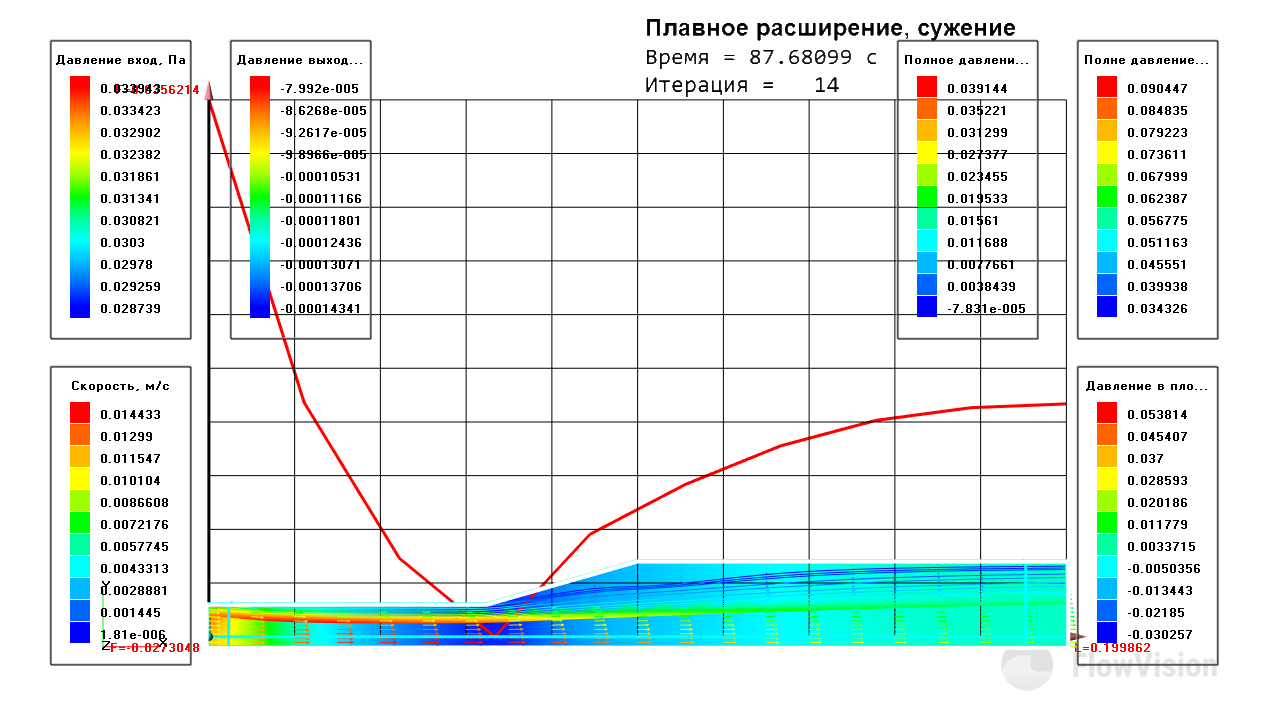 Плавное расширение, сужение
Время = 87.68099 с
Итерация = 14
Давление вход, Па
0.033943
0.033423
0.032902
0.032382
0.031861
0.031341
0.030821
0.0303
0.02978
0.029259
0.028739
Давление выход...
-7.992e-005
-8.6268e-005
-9.2617e-005
-9.8966e-005
-0.00010531
-0.00011166
-0.00011801
-0.00012436
-0.00013071
-0.00013706
-0.00014341
Полное давлени...
0.039144
0.035221
0.031299
0.027377
0.023455
0.019533
0.01561
0.011688
0.0077661
0.0038439
-7.831e-005
Полне давление...
0.090447
0.084835
0.079223
0.073611
0.067999
0.062387
0.056775
0.051163
0.045551
0.039938
0.034326
Скорость, м/с
0.014433
0.01299
0.011547
0.010104
0.0086608
0.0072176
0.0057745
0.0043313
0.0028881
0.001445
1.81e-006
Y
Z
X
F=-0.0273048
Давление в пло...
0.053814
0.045407
0.037
0.028593
0.020186
0.011779
0.0033715
-0.0050356
-0.013443
-0.02185
-0.030257
L=0.199862
FlowVision